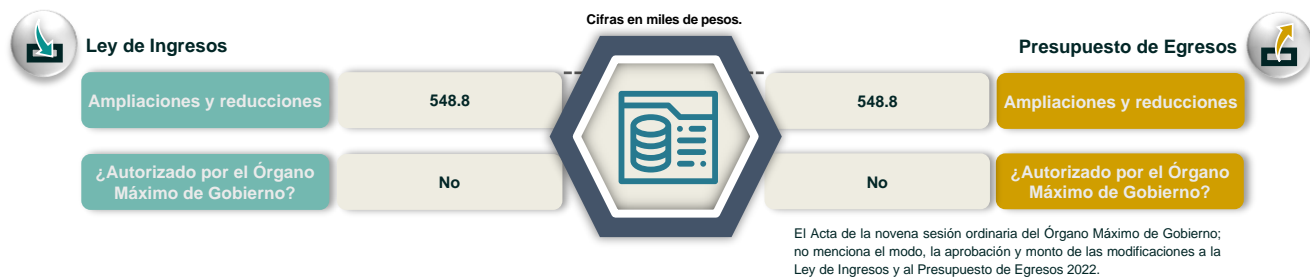 Cifras en miles de pesos.
Ley de Ingresos
Presupuesto de Egresos
Ampliaciones y reducciones
548.8
548.8
Ampliaciones y reducciones
¿Autorizado por el Órgano
Máximo de Gobierno?
No
No
¿Autorizado por el Órgano
Máximo de Gobierno?
El Acta de la novena sesión ordinaria del Órgano Máximo de Gobierno;
no menciona el modo, la aprobación y monto de las modificaciones a la
Ley de Ingresos y al Presupuesto de Egresos 2022.